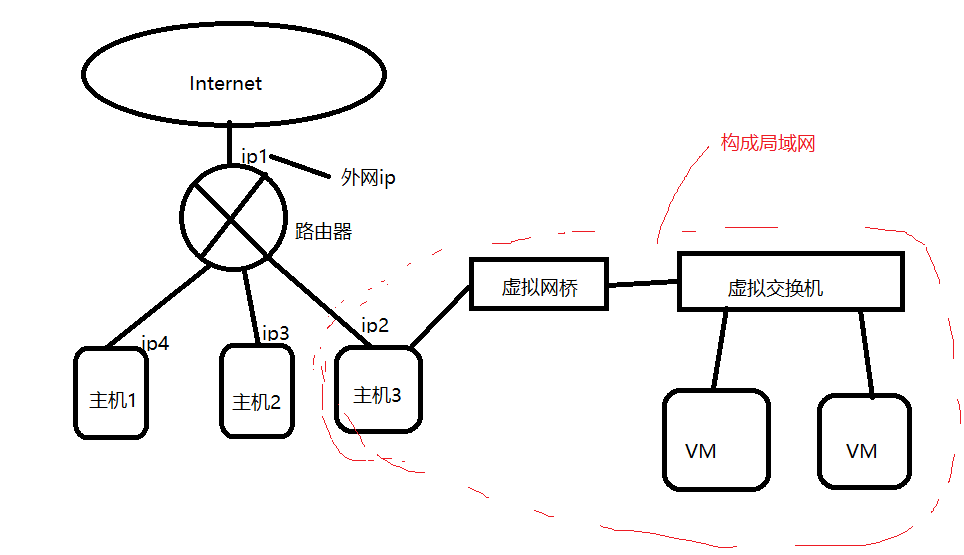 Internet
构成局域网
ip1
外网ip
路由器
虚拟网桥
虚拟交换机
ip2
ip3
ip4
主机1
主机2
主机3
VM
VM